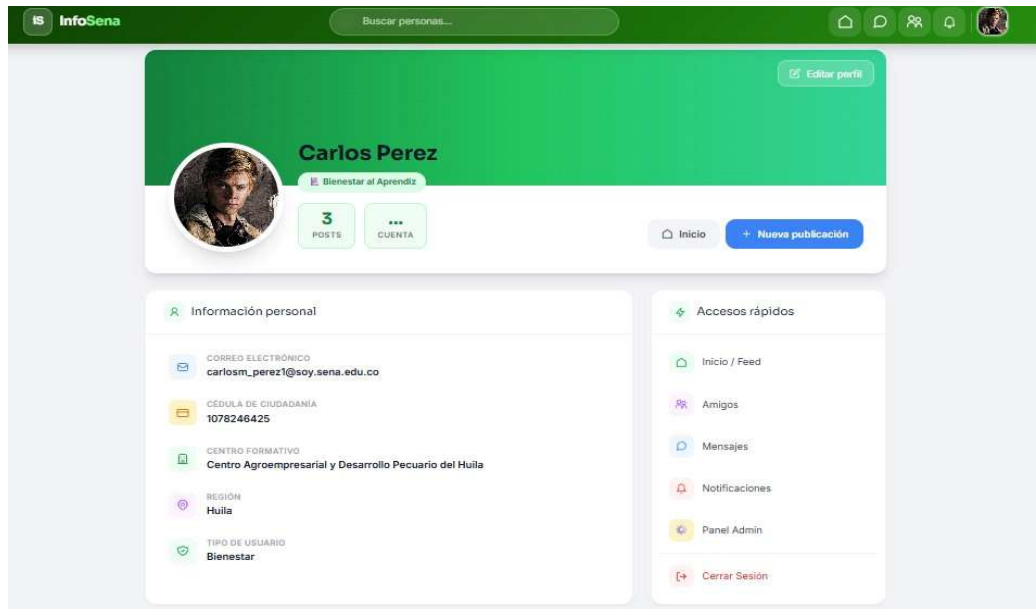 iS InfoSena
Buscar personas...
Editar perfil
Carlos Perez
Bienestar al Aprendiz
3
POSTS
...
CUENTA
Inicio
+ Nueva publicación
Información personal
CORREO ELECTRÓNICO
carlosm_perez1@soy.sena.edu.co
CÉDULA DE CIUDADANÍA
1078246425
CENTRO FORMATIVO
Centro Agroempresarial y Desarrollo Pecuario del Huila
REGIÓN
Huila
TIPO DE USUARIO
Bienestar
Accesos rápidos
Inicio / Feed
Amigos
Mensajes
Notificaciones
Panel Admin
Cerrar Sesión